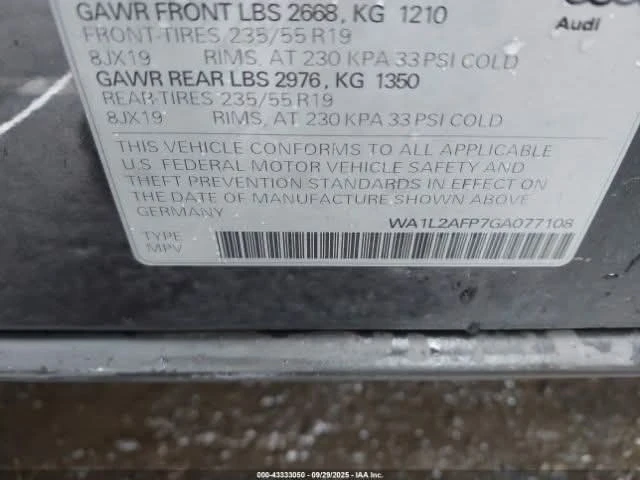 GAWR FRONT LBS 2668, KG 1210
FRONT-TIRES 235/55 R19
8JX19 RIMS, AT 230 KPA 33 PSI COLD
GAWR REAR LBS 2976, KG 1350
REAR-TIRES 235/55 R19
8JX19 RIMS, AT 230 KPA 33 PSI COLD
Audi
THIS VEHICLE CONFORMS TO ALL APPLICABLE
U.S. FEDERAL MOTOR VEHICLE SAFETY AND
THEFT PREVENTION STANDARDS IN EFFECT ON
THE DATE OF MANUFACTURE SHOWN ABOVE
GERMANY
WA1L2AFP7GA077108
TYPE
MPV
000-43333050 - 09/29/2025 - IAA Inc.